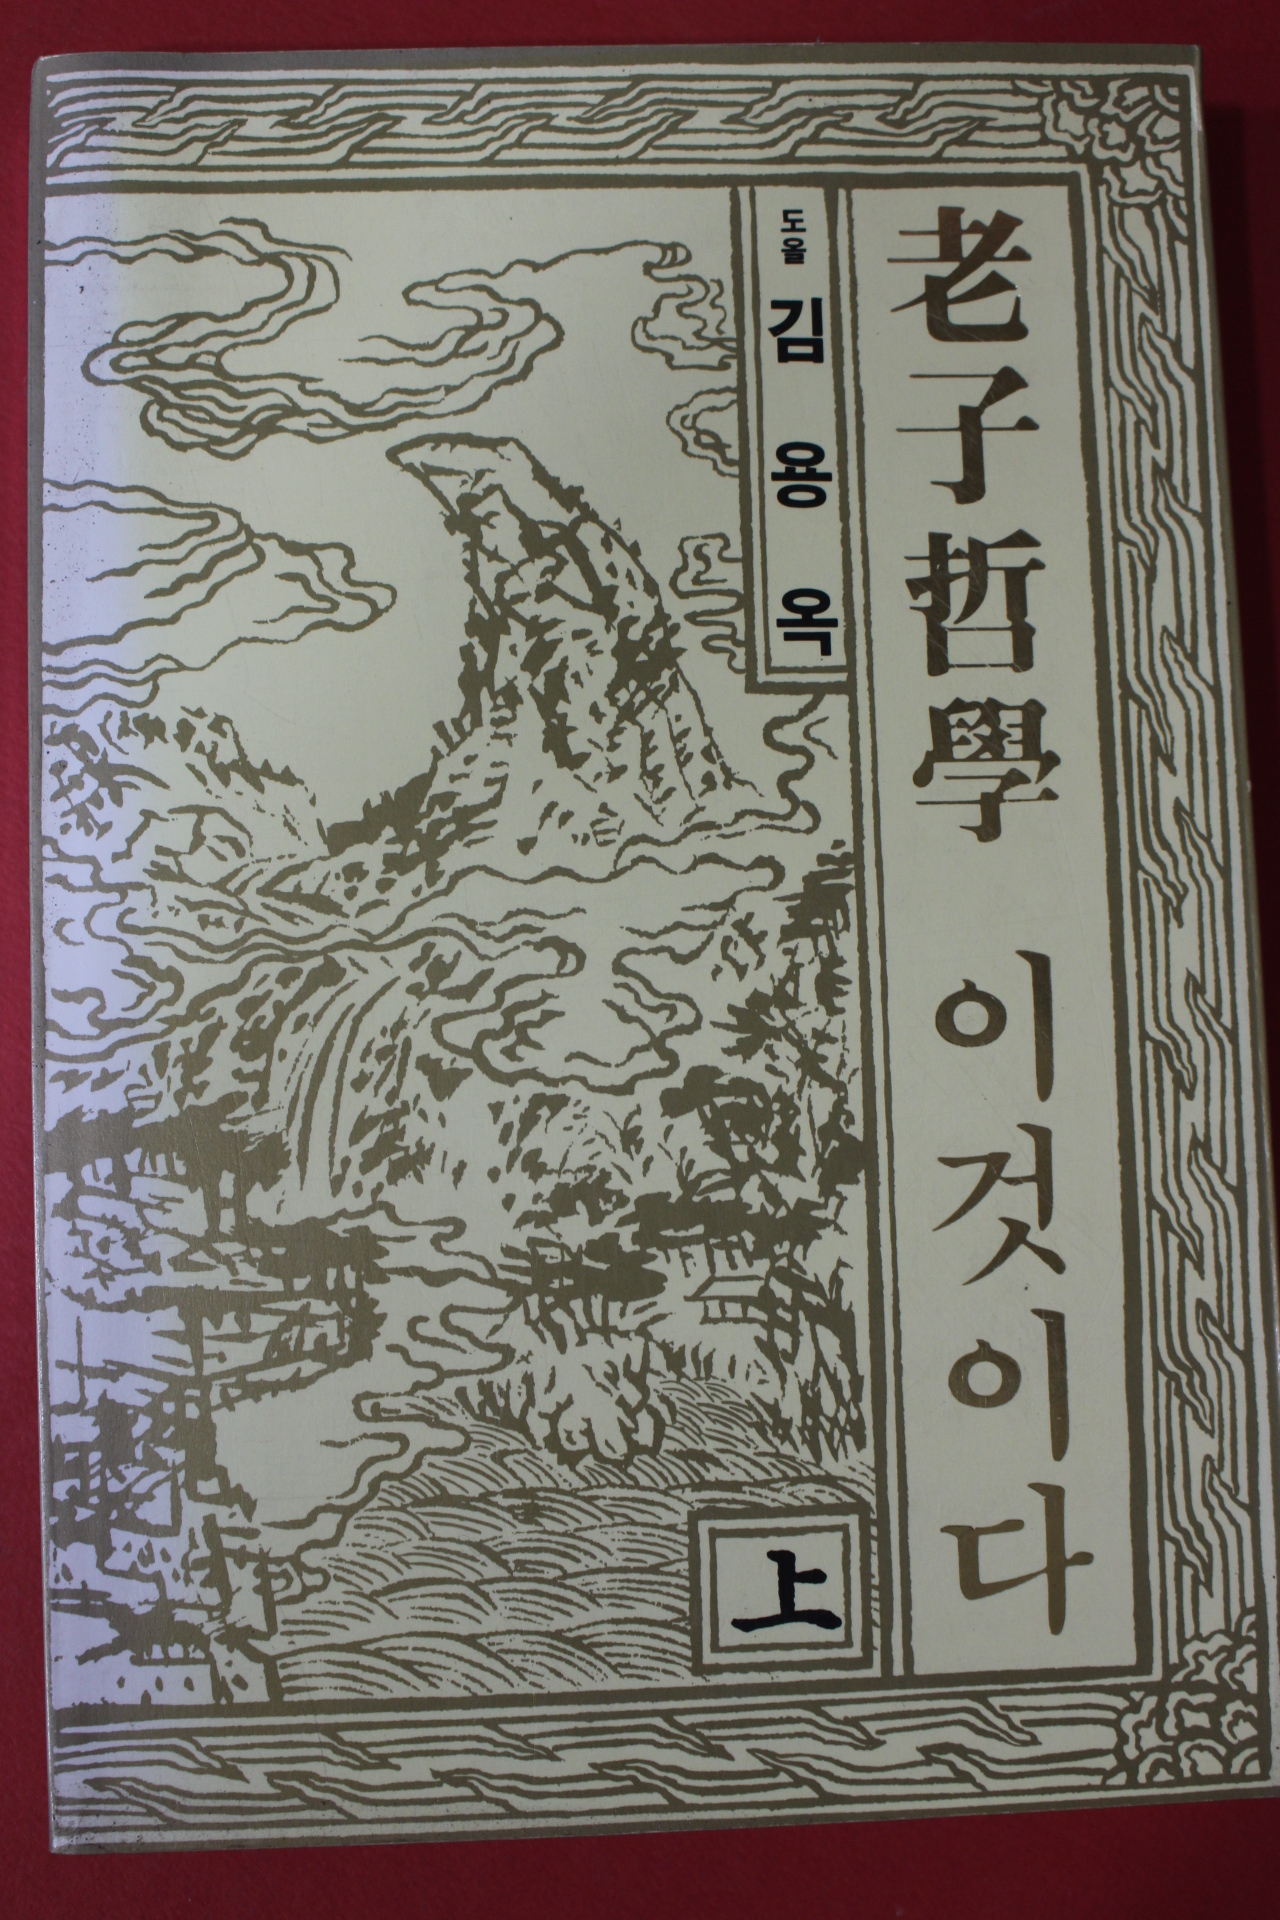 老子哲學 이것이다
도올 김용옥
上